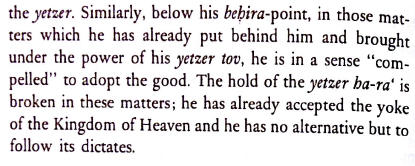 the yetzer. Similarly, below his beḥira-point, in those mat-
ters which he has already put behind him and brought
under the power of his yetzer tov, he is in a sense “com-
pelled” to adopt the good. The hold of the yetzer ha-ra‘ is
broken in these matters; he has already accepted the yoke
of the Kingdom of Heaven and he has no alternative but to
follow its dictates.